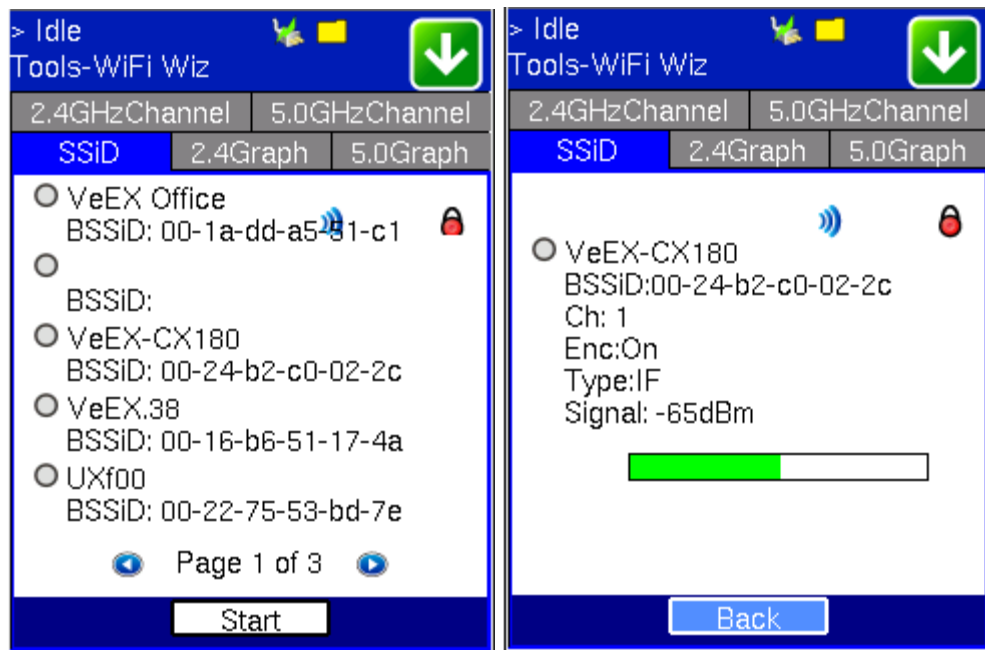 > Idle
Tools-WiFi Wiz
2.4GHzChannel 5.0GHzChannel
SSiD 2.4Graph 5.0Graph
VeEX Office
BSSiD: 00-1a-dd-a5-51-c1
BSSiD:
VeEX-CX180
BSSiD: 00-24-b2-c0-02-2c
VeEX.38
BSSiD: 00-16-b6-51-17-4a
UXf00
BSSiD: 00-22-75-53-bd-7e
Page 1 of 3
Start
> Idle
Tools-WiFi Wiz
2.4GHzChannel 5.0GHzChannel
SSiD 2.4Graph 5.0Graph
VeEX-CX180
BSSiD:00-24-b2-c0-02-2c
Ch: 1
Enc:On
Type:IF
Signal: -65dBm
Back